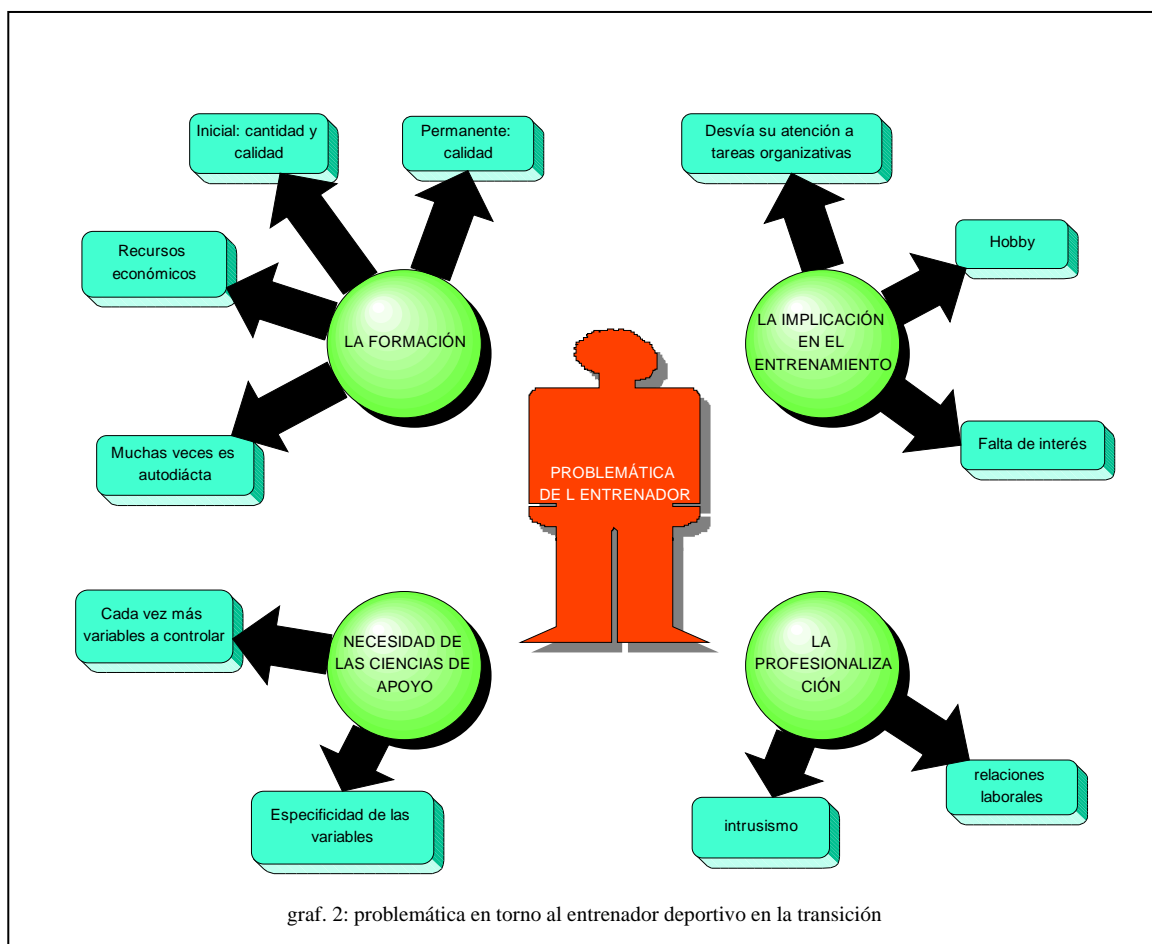 Inicial: cantidad y
calidad
Permanente:
calidad
Desvía su atención a
tareas organizativas
Recursos
económicos
Hobby
LA FORMACIÓN
LA IMPLICACIÓN
EN EL
ENTRENAMIENTO
Muchas veces es
autodiácta
Falta de interés
PROBLEMÁTICA
DE L ENTRENADOR
Cada vez más
variables a controlar
NECESIDAD DE
LAS CIENCIAS DE
APOYO
LA
PROFESIONALIZA
CIÓN
Especificidad de las
variables
intrusismo
relaciones
laborales
graf. 2: problemática en torno al entrenador deportivo en la transición